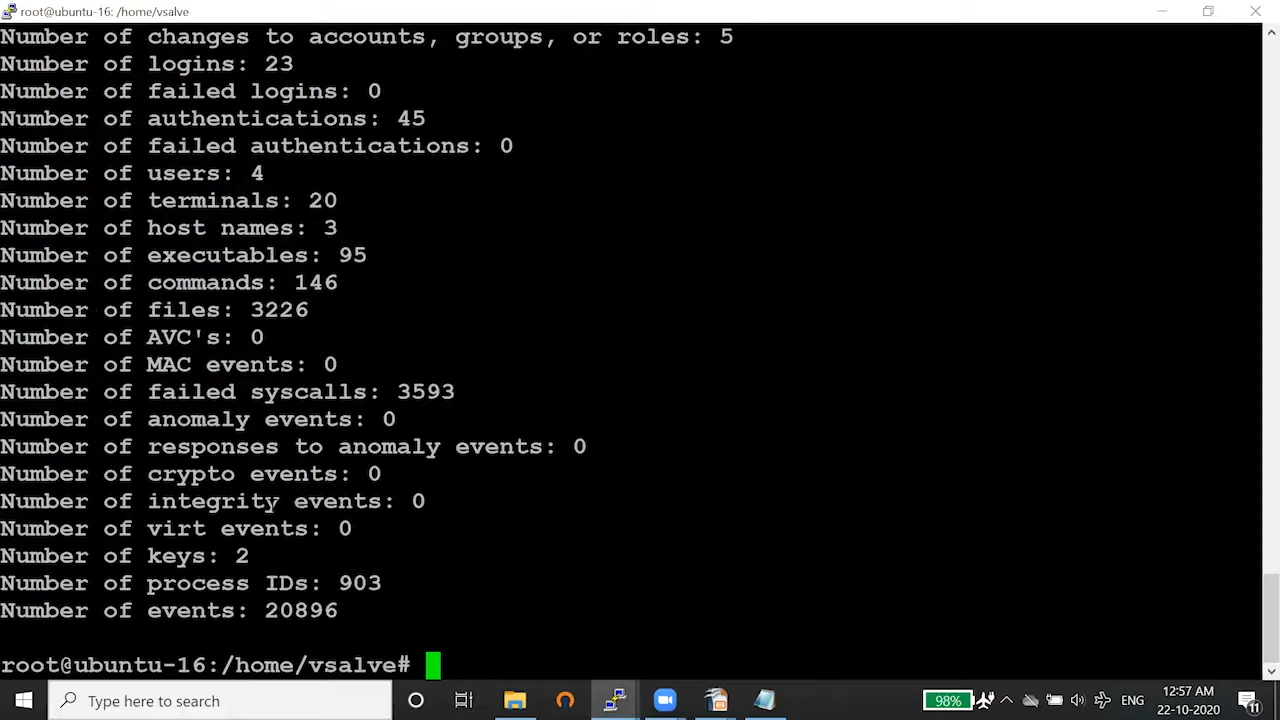 root@ubuntu-16: /home/vsalve
Number of changes to accounts, groups, or roles: 5
Number of logins: 23
Number of failed logins: 0
Number of authentications: 45
Number of failed authentications: 0
Number of users: 4
Number of terminals: 20
Number of host names: 3
Number of executables: 95
Number of commands: 146
Number of files: 3226
Number of AVC's: 0
Number of MAC events: 0
Number of failed syscalls: 3593
Number of anomaly events: 0
Number of responses to anomaly events: 0
Number of crypto events: 0
Number of integrity events: 0
Number of virt events: 0
Number of keys: 2
Number of process IDs: 903
Number of events: 20896
root@ubuntu-16:/home/vsalve#
Type here to search
98%
ENG
12:57 AM
22-10-2020
11